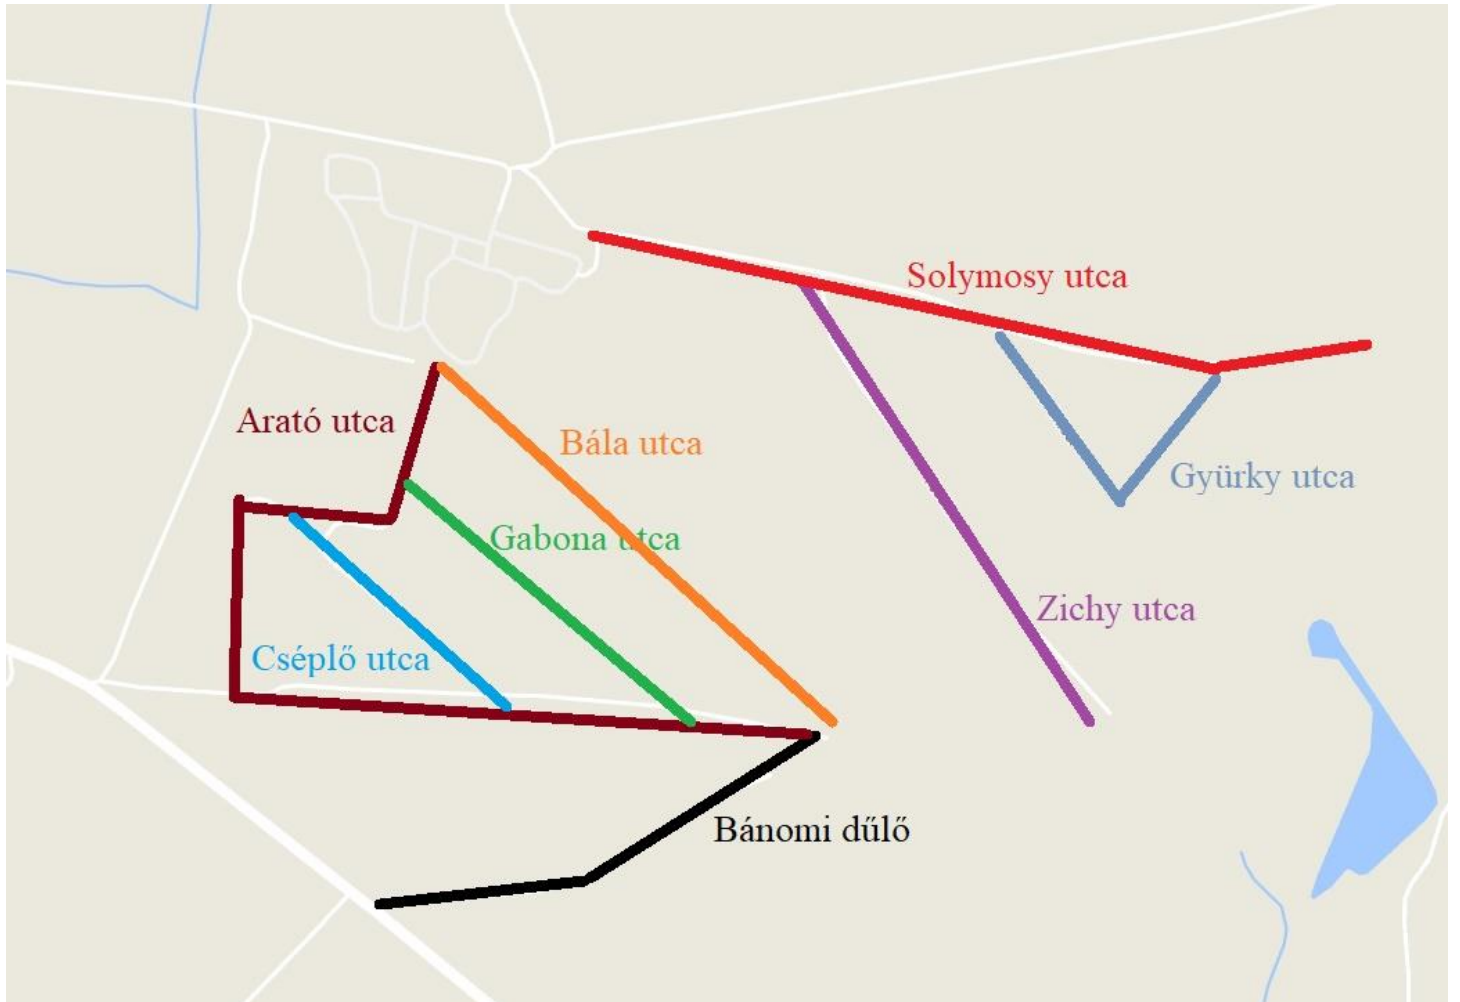 Solymosy utca
Arató utca
Bála utca
Gyürky utca
Gabona utca
Zichy utca
Cséplő utca
Bánomi dűlő